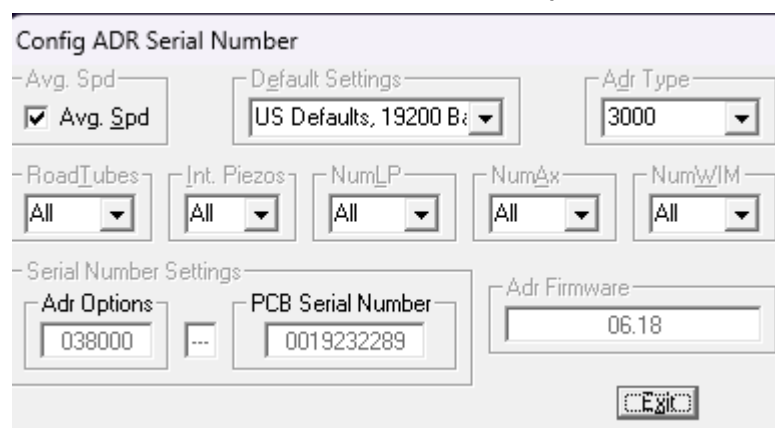 Config ADR Serial Number
Avg. Spd Default Settings Adr Type
Avg. Spd US Defaults, 19200 Ba 3000
RoadTubes Int. Piezos NumLP NumAx NumWIM
All All All All All
Serial Number Settings
Adr Options PCB Serial Number Adr Firmware
038000 --- 0019232289 06.18
Exit